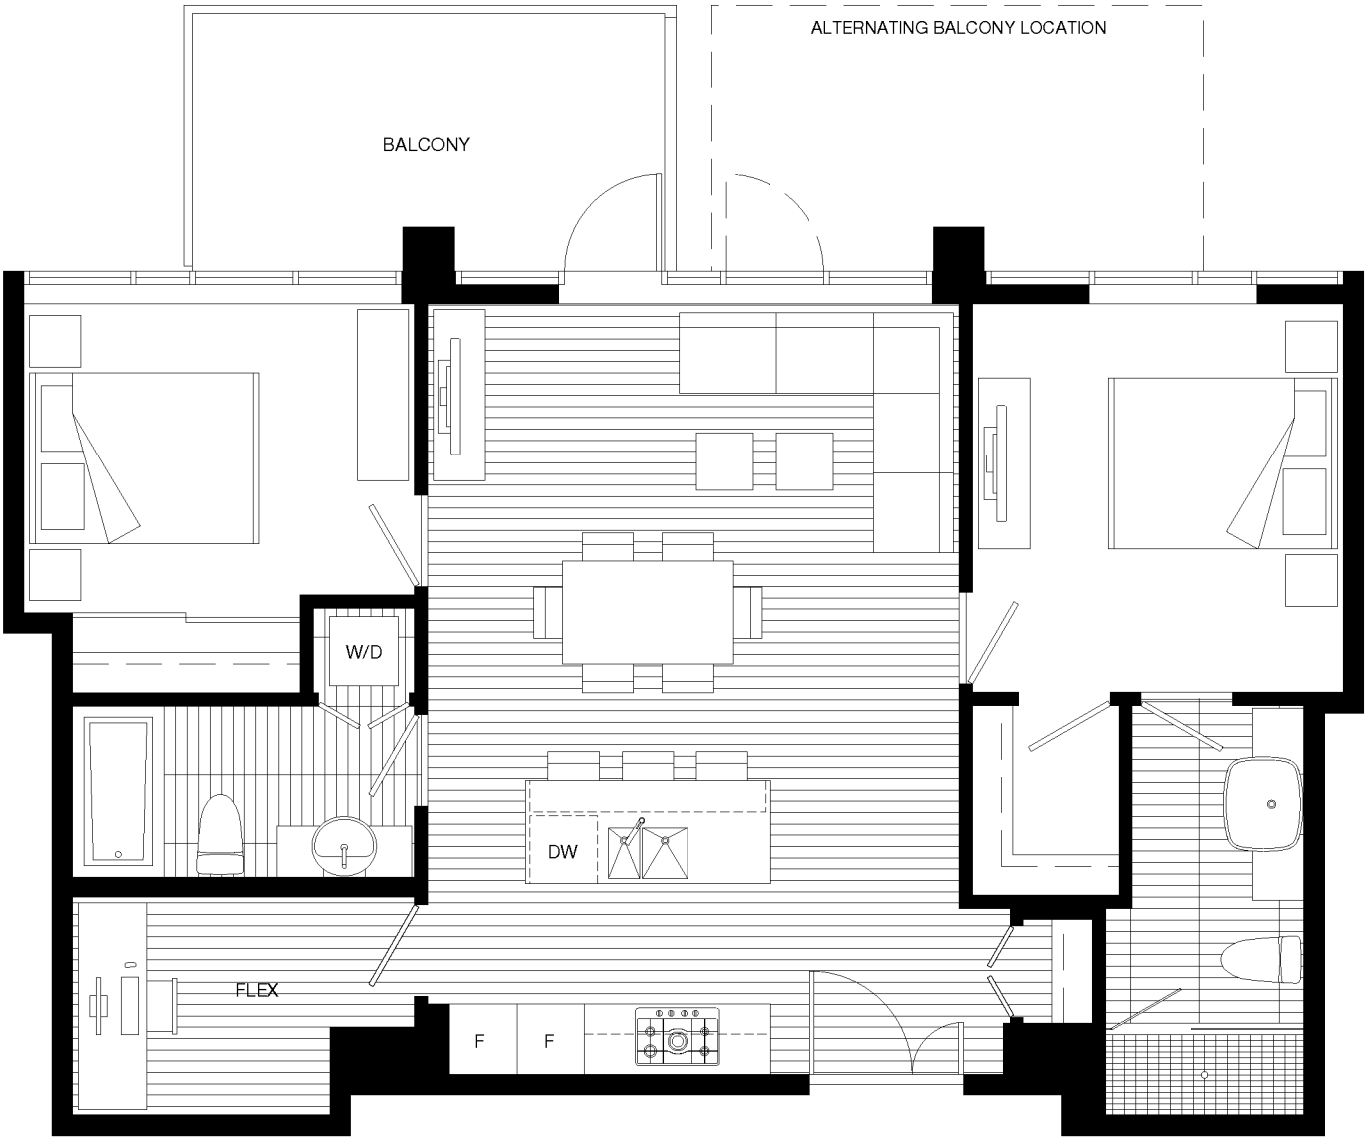 ALTERNATING BALCONY LOCATION
BALCONY
W/D
DW
FLEX
F
F